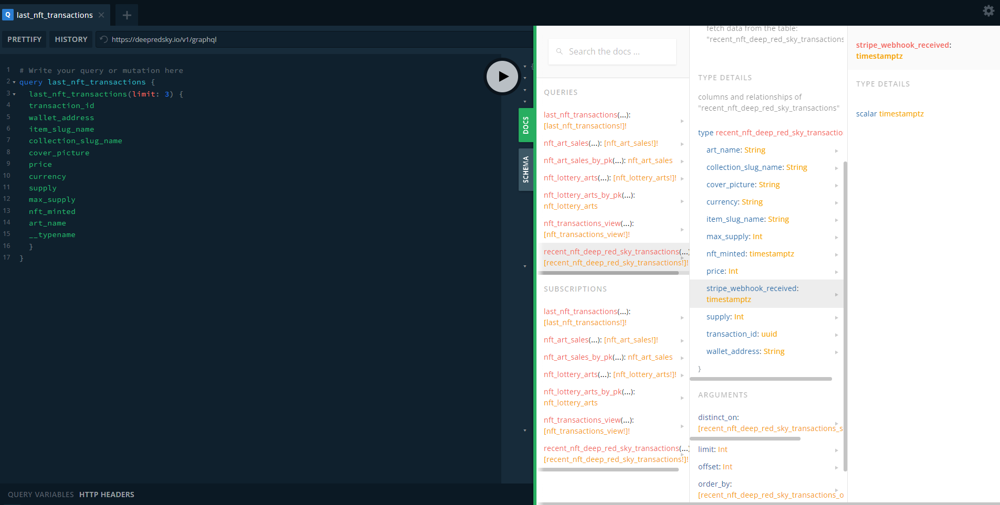 Q last_nft_transactions
PRETTIFY HISTORY https://deepredsky.io/v1/graphql
1 # Write your query or mutation here
2 query last_nft_transactions {
3 last_nft_transactions(limit: 3) {
4 transaction_id
5 wallet_address
6 item_slug_name
7 collection_slug_name
8 cover_picture
9 price
10 currency
11 supply
12 max_supply
13 nft_minted
14 art_name
15 __typename
16 }
17 }
QUERY VARIABLES HTTP HEADERS
{
DOCS
SCHEMA
Search the docs ...
QUERIES
last_nft_transactions(...):
[last_nft_transactions!]!
nft_art_sales(...): [nft_art_sales!]!
nft_art_sales_by_pk(...): nft_art_sales
nft_lottery_arts(...): [nft_lottery_arts!]!
nft_lottery_arts_by_pk(...):
nft_lottery_arts
nft_transactions_view(...):
[nft_transactions_view!]!
recent_nft_deep_red_sky_transactions(...)
[recent_nft_deep_red_sky_transactions!]!
SUBSCRIPTIONS
last_nft_transactions(...):
[last_nft_transactions!]!
nft_art_sales(...): [nft_art_sales!]!
nft_art_sales_by_pk(...): nft_art_sales
nft_lottery_arts(...): [nft_lottery_arts!]!
nft_lottery_arts_by_pk(...):
nft_lottery_arts
nft_transactions_view(...):
[nft_transactions_view!]!
recent_nft_deep_red_sky_transactions(...)
[recent_nft_deep_red_sky_transactions!]!
fetch data from the table:
"recent_nft_deep_red_sky_transactions
TYPE DETAILS
columns and relationships of
"recent_nft_deep_red_sky_transactions"
type recent_nft_deep_red_sky_transactio
art_name: String
collection_slug_name: String
cover_picture: String
currency: String
item_slug_name: String
max_supply: Int
nft_minted: timestamptz
price: Int
stripe_webhook_received:
timestamptz
supply: Int
transaction_id: uuid
wallet_address: String
}
ARGUMENTS
distinct_on:
[recent_nft_deep_red_sky_transactions_s
limit: Int
offset: Int
order_by:
[recent_nft_deep_red_sky_transactions_o
stripe_webhook_received:
timestamptz
TYPE DETAILS
scalar timestamptz